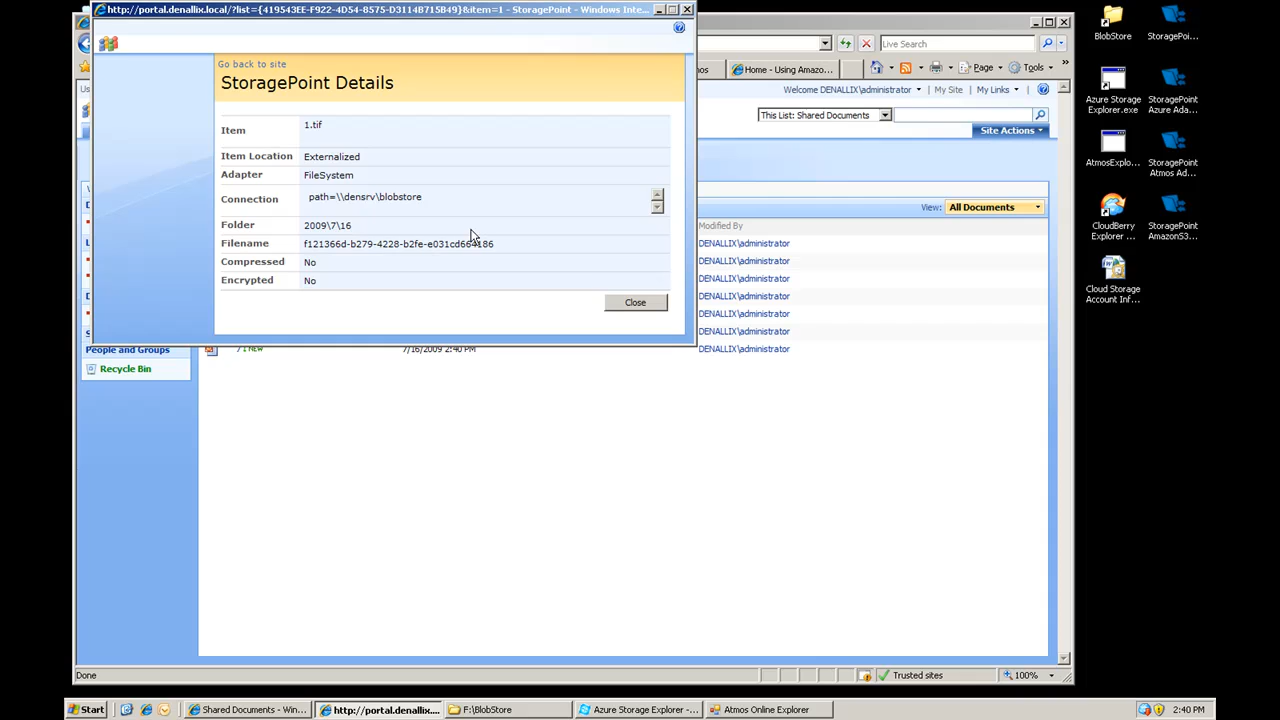 http://portal.denallix.local/?list={419543EE-F922-4D54-8575-D3114B715B49}&item=1 - StoragePoint - Windows Inte...
Go back to site
StoragePoint Details
Item 1.tif
Item Location Externalized
Adapter FileSystem
Connection path=\\densrv\blobstore
Folder 2009\7\16
Filename
Compressed No
Encrypted No
Close
Live Search
Home - Using Amazo...
Page
Tools
Welcome DENALLIX\administrator
My Site
My Links
This List: Shared Documents
Site Actions
View: All Documents
Modified By
DENALLIX\administrator
DENALLIX\administrator
DENALLIX\administrator
DENALLIX\administrator
DENALLIX\administrator
DENALLIX\administrator
7/16/2009 2:40 PM DENALLIX\administrator
People and Groups
Recycle Bin
Done
Trusted sites
100%
BlobStore
StoragePoi...
Azure Storage Explorer.exe
StoragePoint Azure Ada...
AtmosExplo...
StoragePoint Atmos Ad...
CloudBerry Explorer ...
StoragePoint AmazonS3...
Cloud Storage Account Inf...
Start
Shared Documents - Win...
http://portal.denallix....
F:\BlobStore
Azure Storage Explorer -...
Atmos Online Explorer
2:40 PM